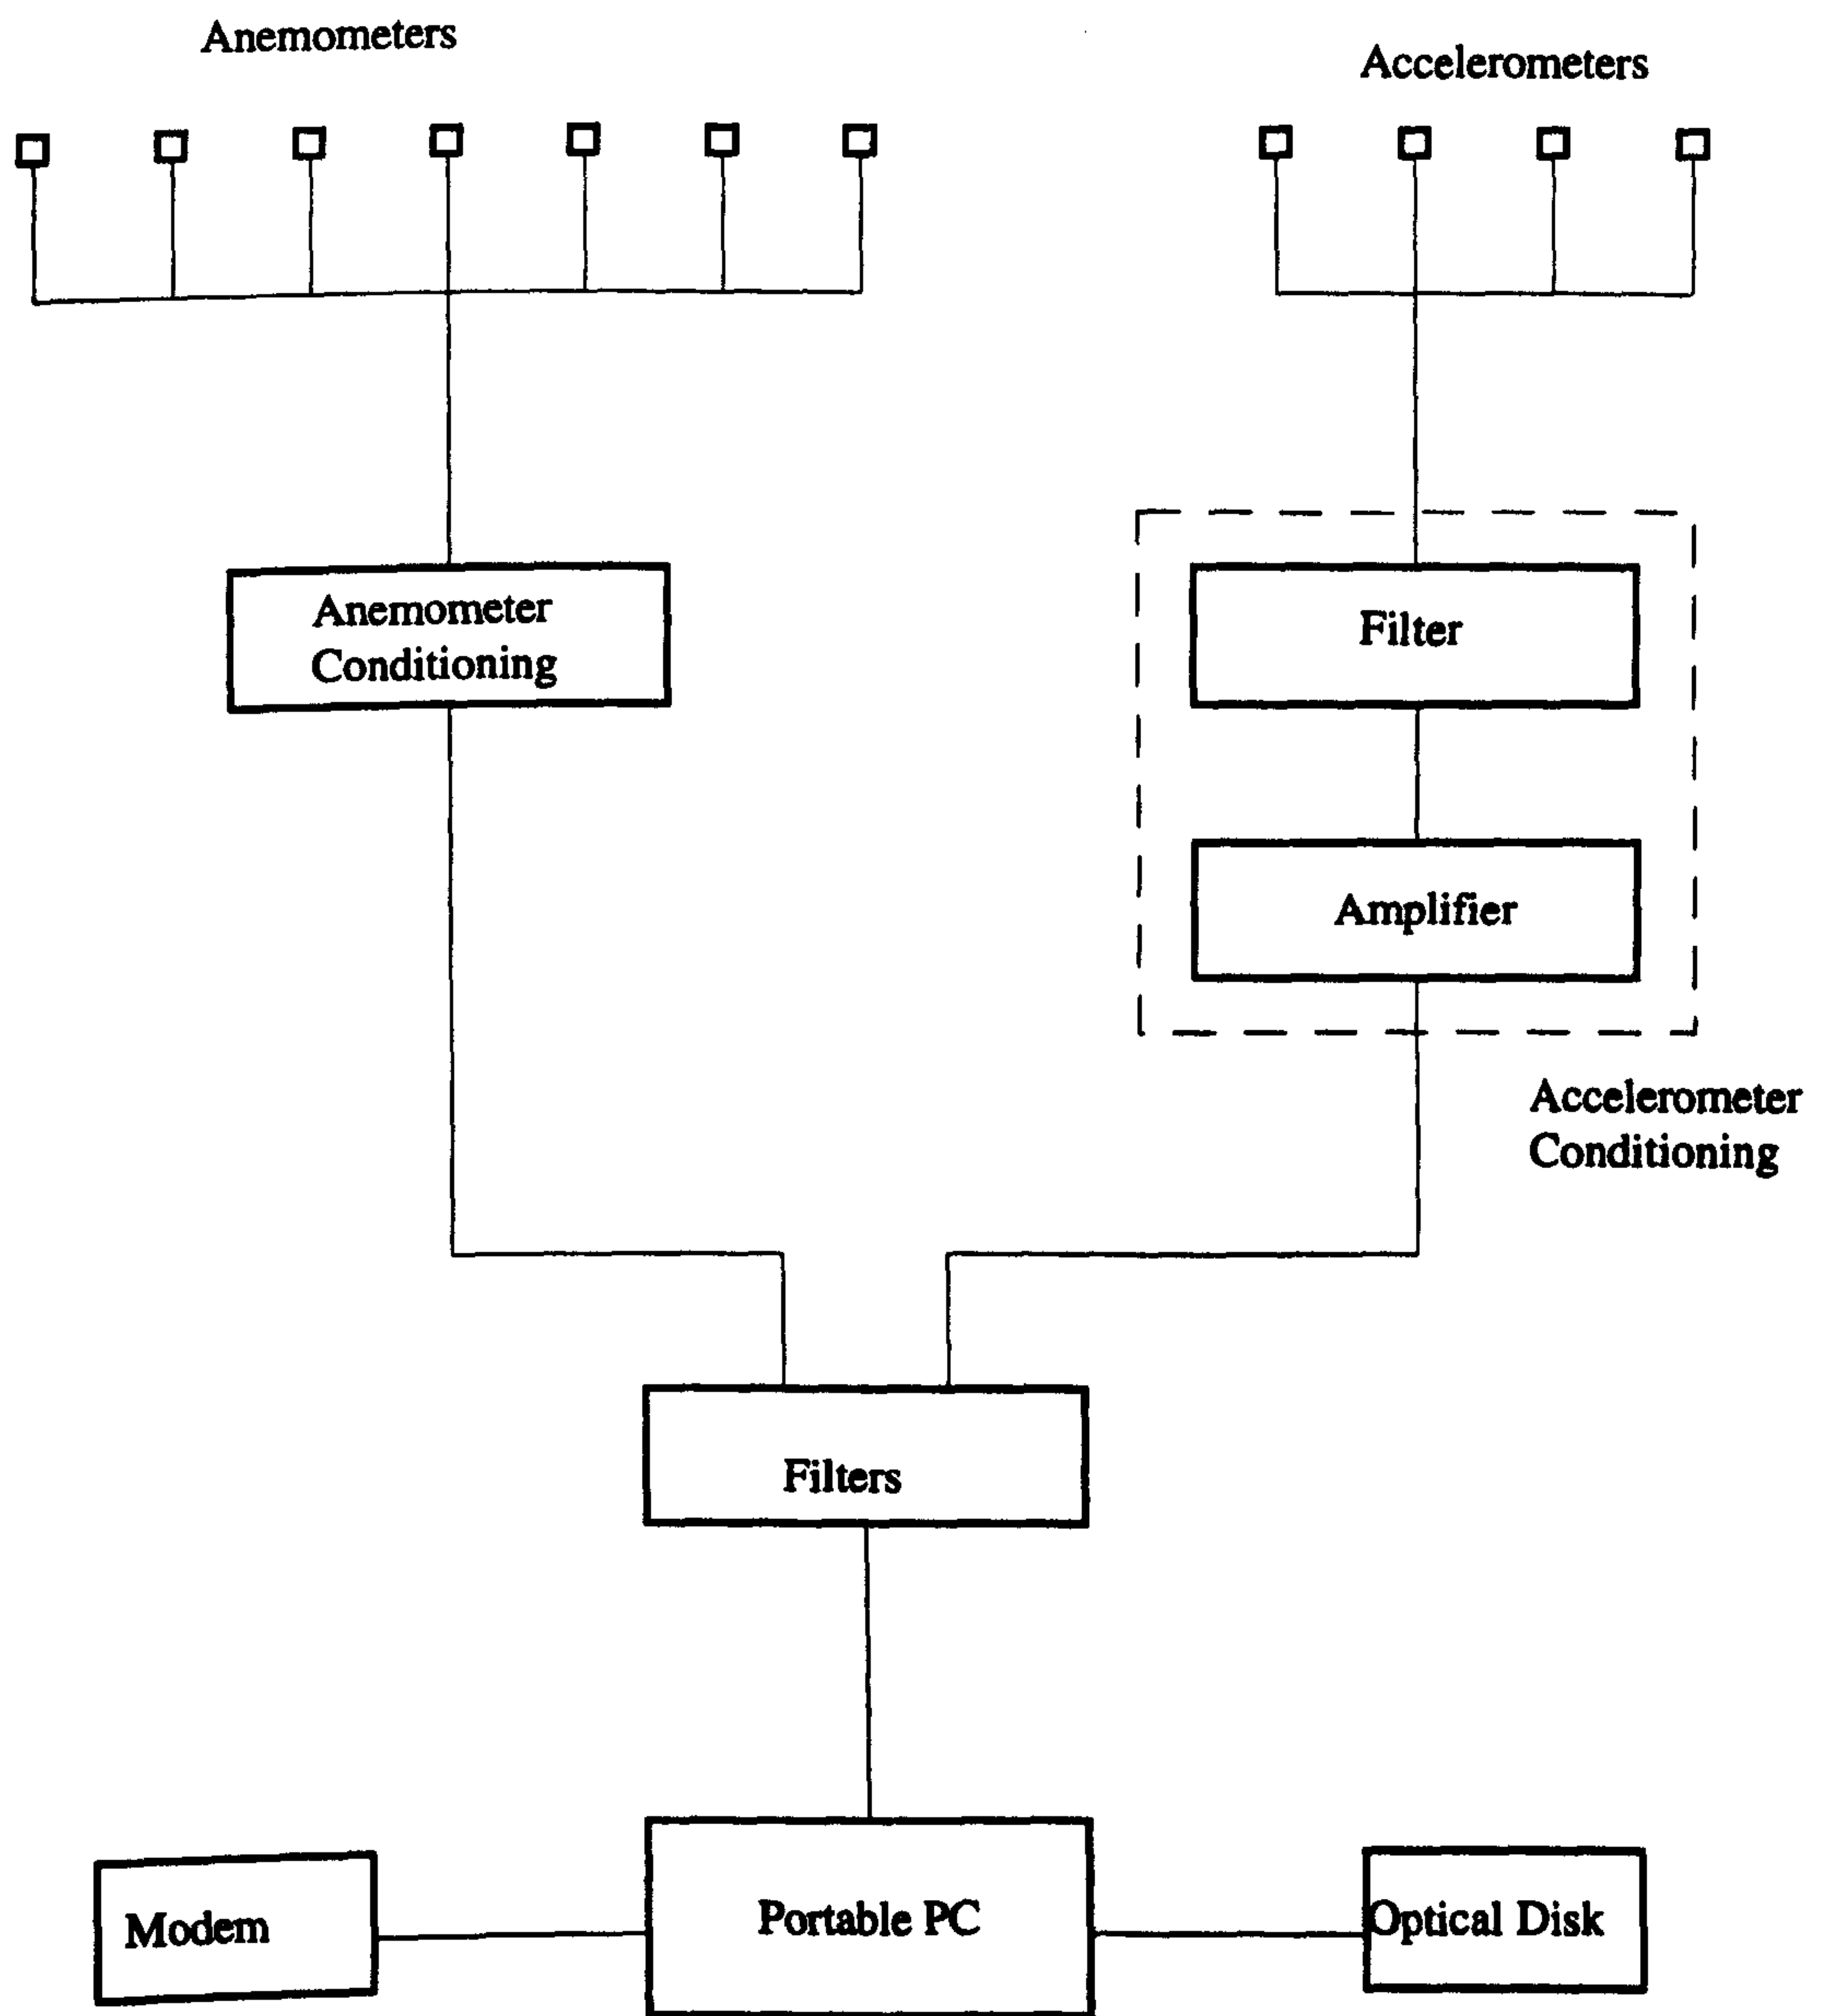 Anemometers
Accelerometers
Anemometer
Conditioning
Filter
Amplifier
Accelerometer
Conditioning
Filters
Modem
Portable PC
Optical Disk